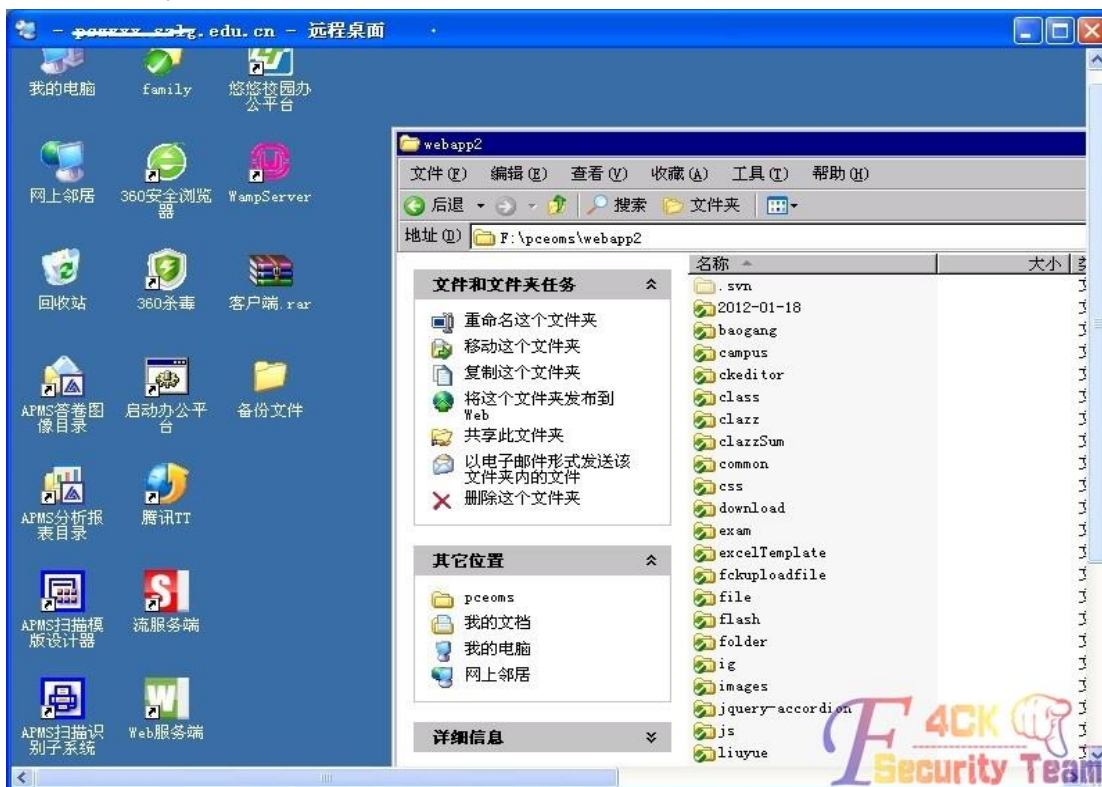 .edu.cn - 远程桌面
我的电脑
family
悠悠校园办
公平台
网上邻居
360安全浏览
器
WampServer
回收站
360杀毒
客户端.rar
APMS答卷图
像目录
启动办公平
台
备份文件
APMS分析报
表目录
腾讯TT
APMS扫描模
版设计器
流服务端
APMS扫描识
别子系统
Web服务端
webapp2
文件(F) 编辑(E) 查看(V) 收藏(A) 工具(T) 帮助(H)
后退 搜索 文件夹
地址(D) F:\pceoms\webapp2
文件和文件夹任务
重命名这个文件夹
移动这个文件夹
复制这个文件夹
将这个文件夹发布到
Web
共享此文件夹
以电子邮件形式发送该
文件夹内的文件
删除这个文件夹
其它位置
pceoms
我的文档
我的电脑
网上邻居
详细信息
名称 大小
.svn
2012-01-18
baogang
campus
ckeditor
class
clazz
clazzSum
common
css
download
exam
excelTemplate
fckuploadfile
file
flash
folder
ig
images
jquery-accordion
js
liuyue
F4CK
Security Team